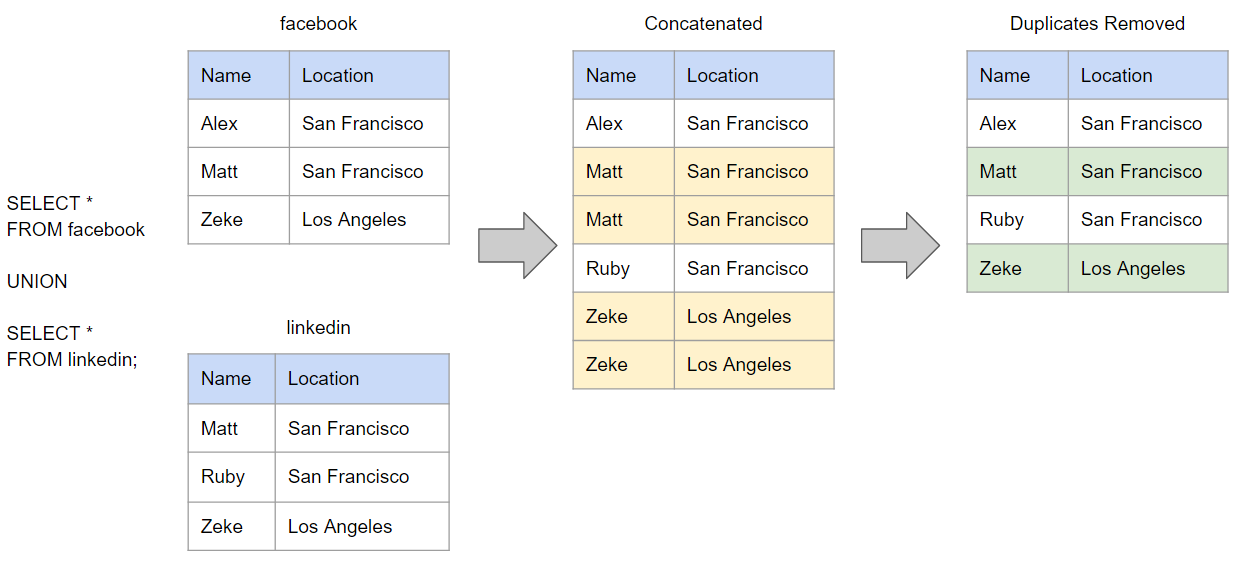 SELECT *
FROM facebook
UNION
SELECT *
FROM linkedin;
facebook
Name Location
Alex San Francisco
Matt San Francisco
Zeke Los Angeles
linkedin
Name Location
Matt San Francisco
Ruby San Francisco
Zeke Los Angeles
Concatenated
Name Location
Alex San Francisco
Matt San Francisco
Matt San Francisco
Ruby San Francisco
Zeke Los Angeles
Zeke Los Angeles
Duplicates Removed
Name Location
Alex San Francisco
Matt San Francisco
Ruby San Francisco
Zeke Los Angeles